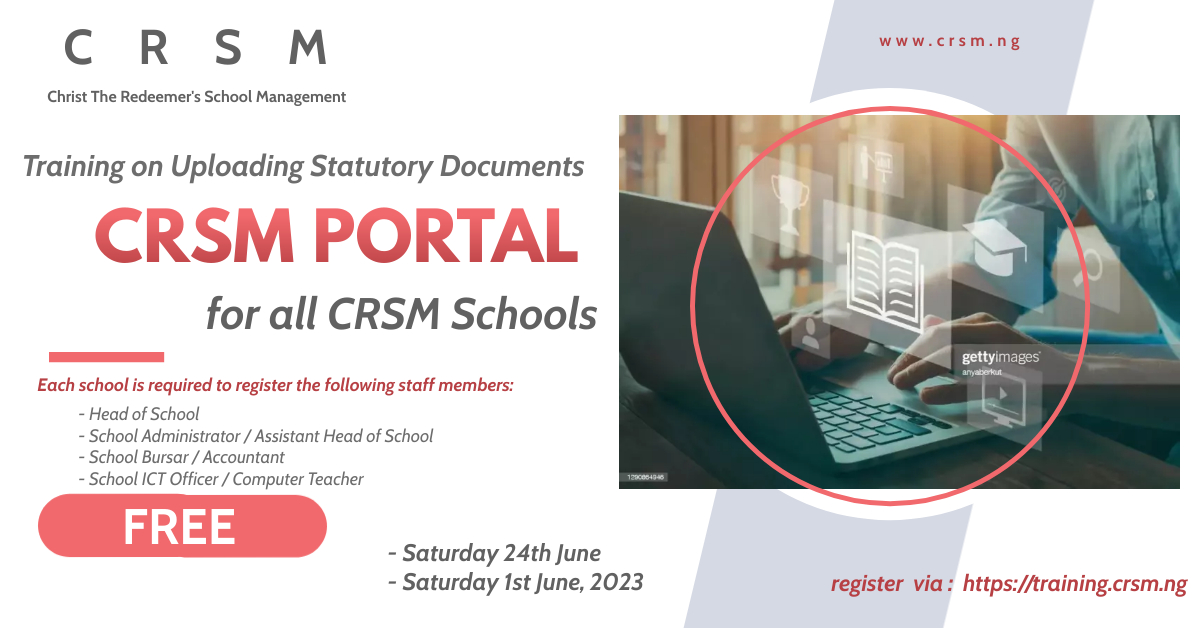 C R S M
Christ The Redeemer's School Management
www.crsm.ng
Training on Uploading Statutory Documents
CRSM PORTAL
for all CRSM Schools
Each school is required to register the following staff members:
- Head of School
- School Administrator / Assistant Head of School
- School Bursar / Accountant
- School ICT Officer / Computer Teacher
FREE
- Saturday 24th June
- Saturday 1st June, 2023
gettyimages®
anyaberkut
1290864946
register via : https://training.crsm.ng